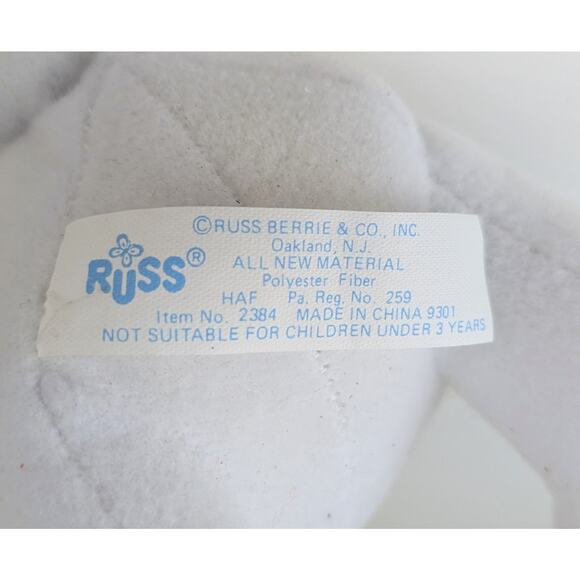 ©RUSS BERRIE & CO., INC.
Oakland, N.J.
RUSS®
ALL NEW MATERIAL
Polyester Fiber
HAF Pa. Reg. No. 259
Item No. 2384 MADE IN CHINA 9301
NOT SUITABLE FOR CHILDREN UNDER 3 YEARS